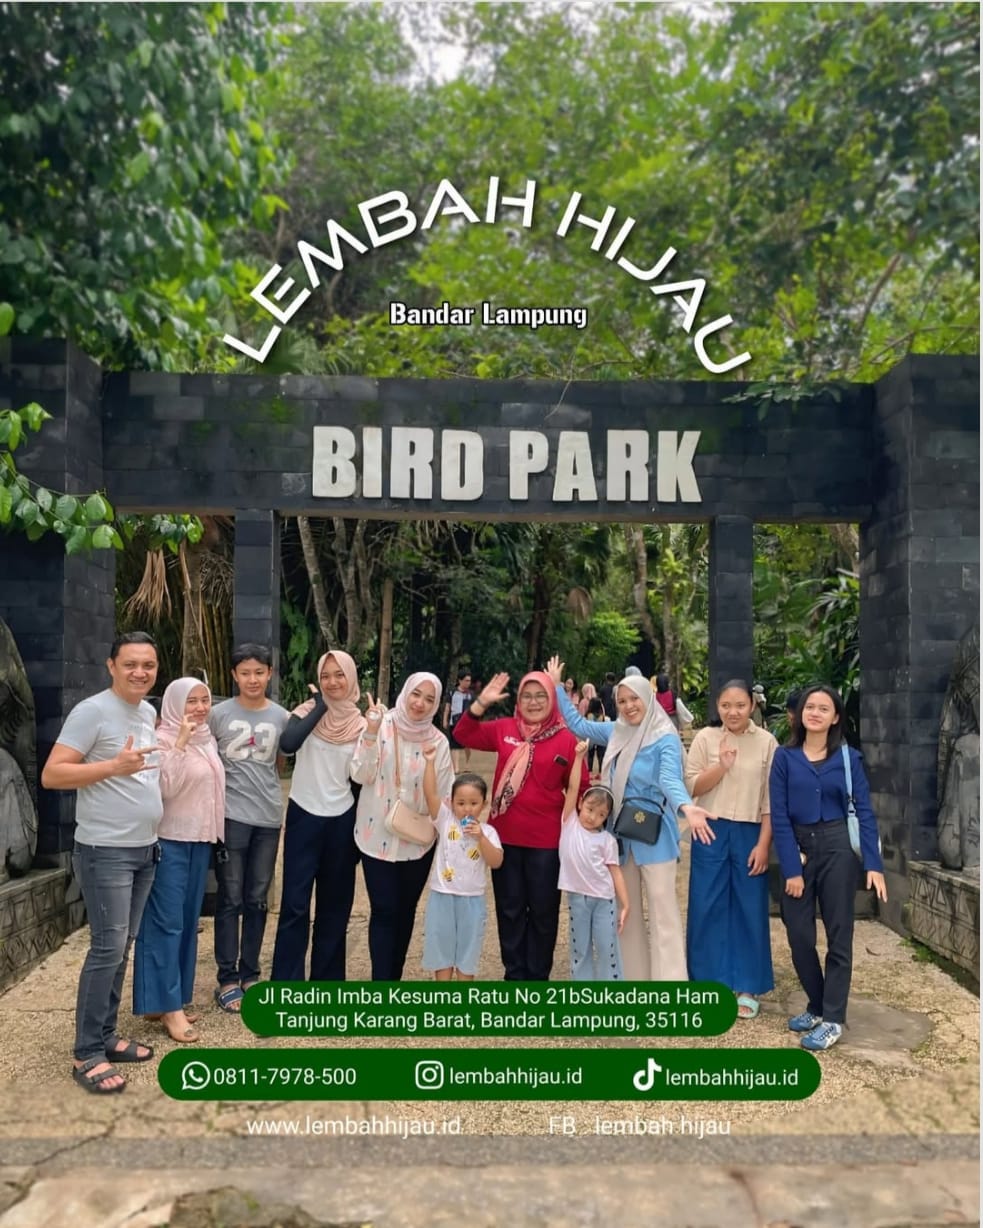 LEMBAH HIJAU
Bandar Lampung
BIRD PARK
23
Jl Radin Imba Kesuma Ratu No 21bSukadana Ham
Tanjung Karang Barat, Bandar Lampung, 35116
0811-7978-500 lembahhijau.id lembahhijau.id
www.lembahhijau.id FB : lembah.hijau